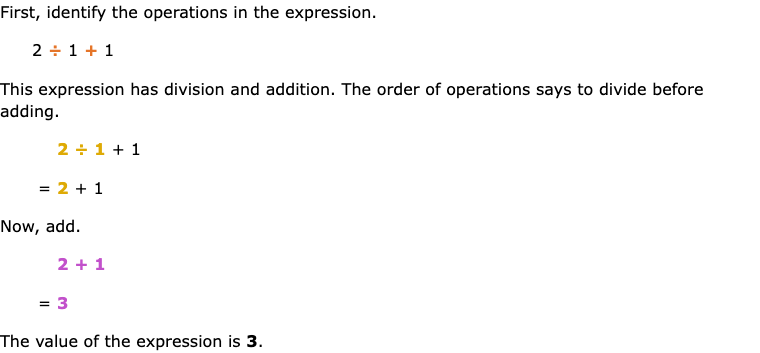 First, identify the operations in the expression.
2 ÷ 1 + 1
This expression has division and addition. The order of operations says to divide before
adding.
2 ÷ 1 + 1
= 2 + 1
Now, add.
2 + 1
= 3
The value of the expression is 3.